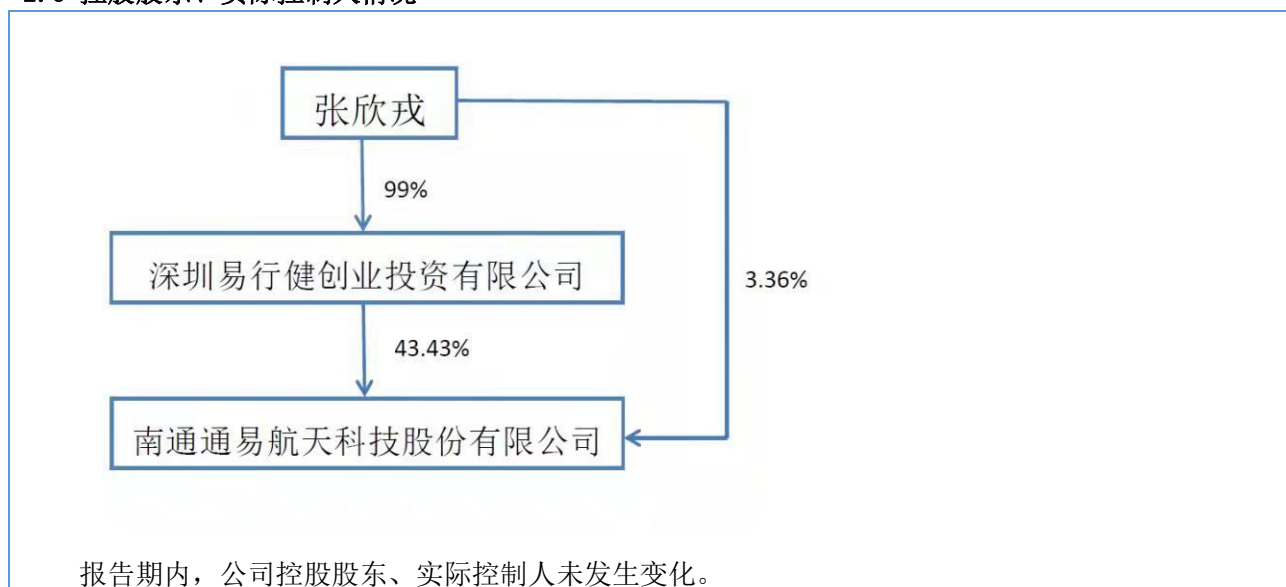 张欣戎
99%
深圳易行健创业投资有限公司
3.36%
43.43%
南通通易航天科技股份有限公司
报告期内，公司控股股东、实际控制人未发生变化。